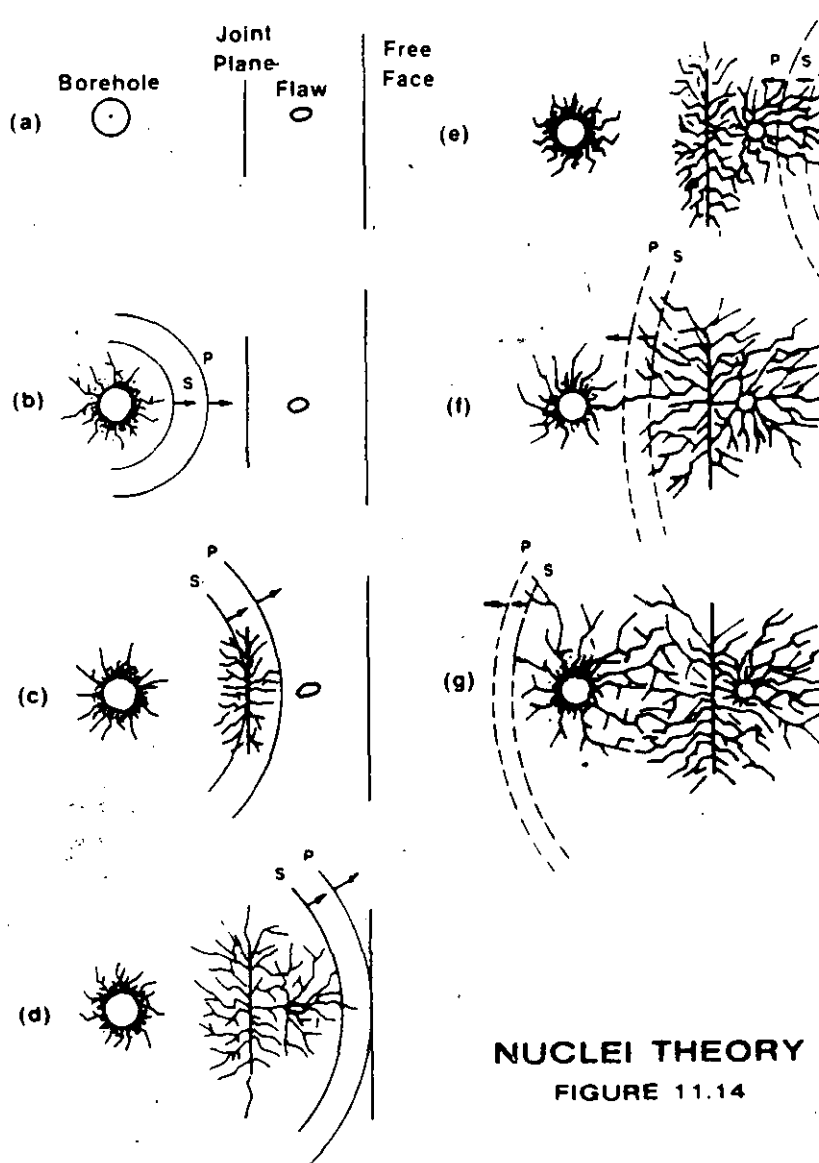 Joint
Plane
Free
Face
Borehole
Flaw
(a)
P S
(e)
P
S
(b)
P S
(f)
P
S
(c)
P
S
(g)
P
S
(d)
NUCLEI THEORY
FIGURE 11.14